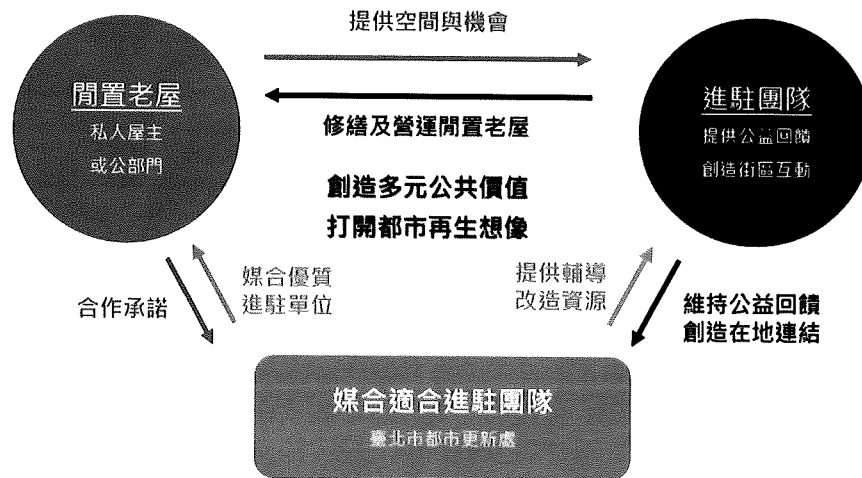 提供空間與機會
閒置老屋
私人屋主
或公部門
進駐團隊
提供公益回饋
創造街區互動
修繕及營運閒置老屋
創造多元公共價值
打開都市再生想像
合作承諾
媒合優質
進駐單位
提供輔導
改造資源
維持公益回饋
創造在地連結
媒合適合進駐團隊
臺北市都市更新處